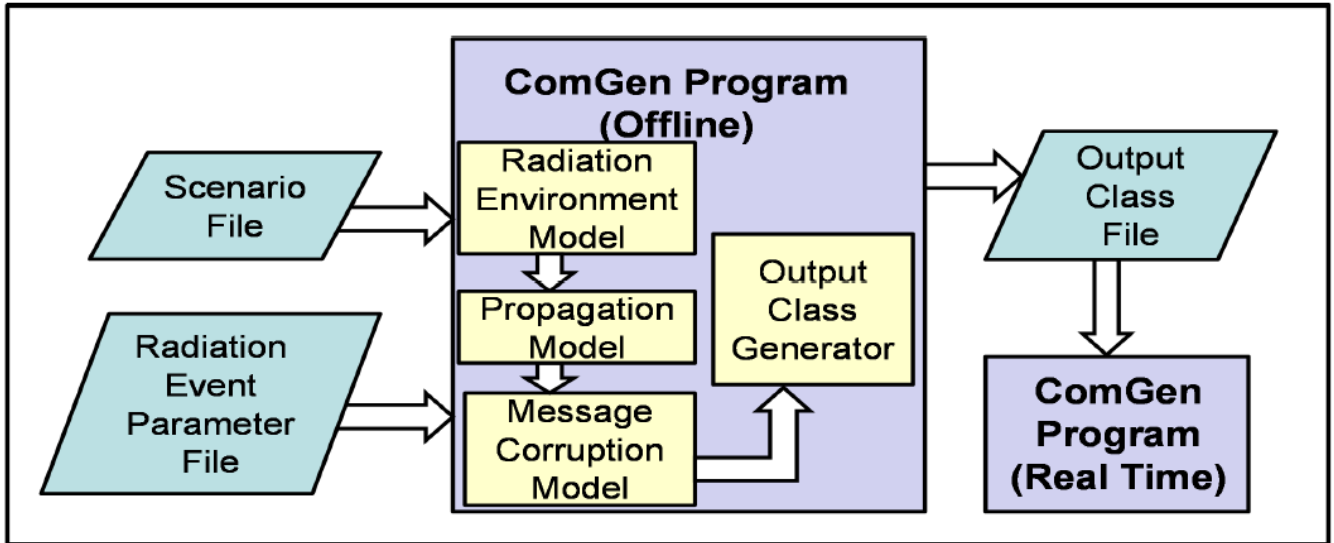 ComGen Program
(Offline)
Scenario
File
Radiation
Event
Parameter
File
Radiation
Environment
Model
Propagation
Model
Message
Corruption
Model
Output
Class
Generator
Output
Class
File
ComGen
Program
(Real Time)